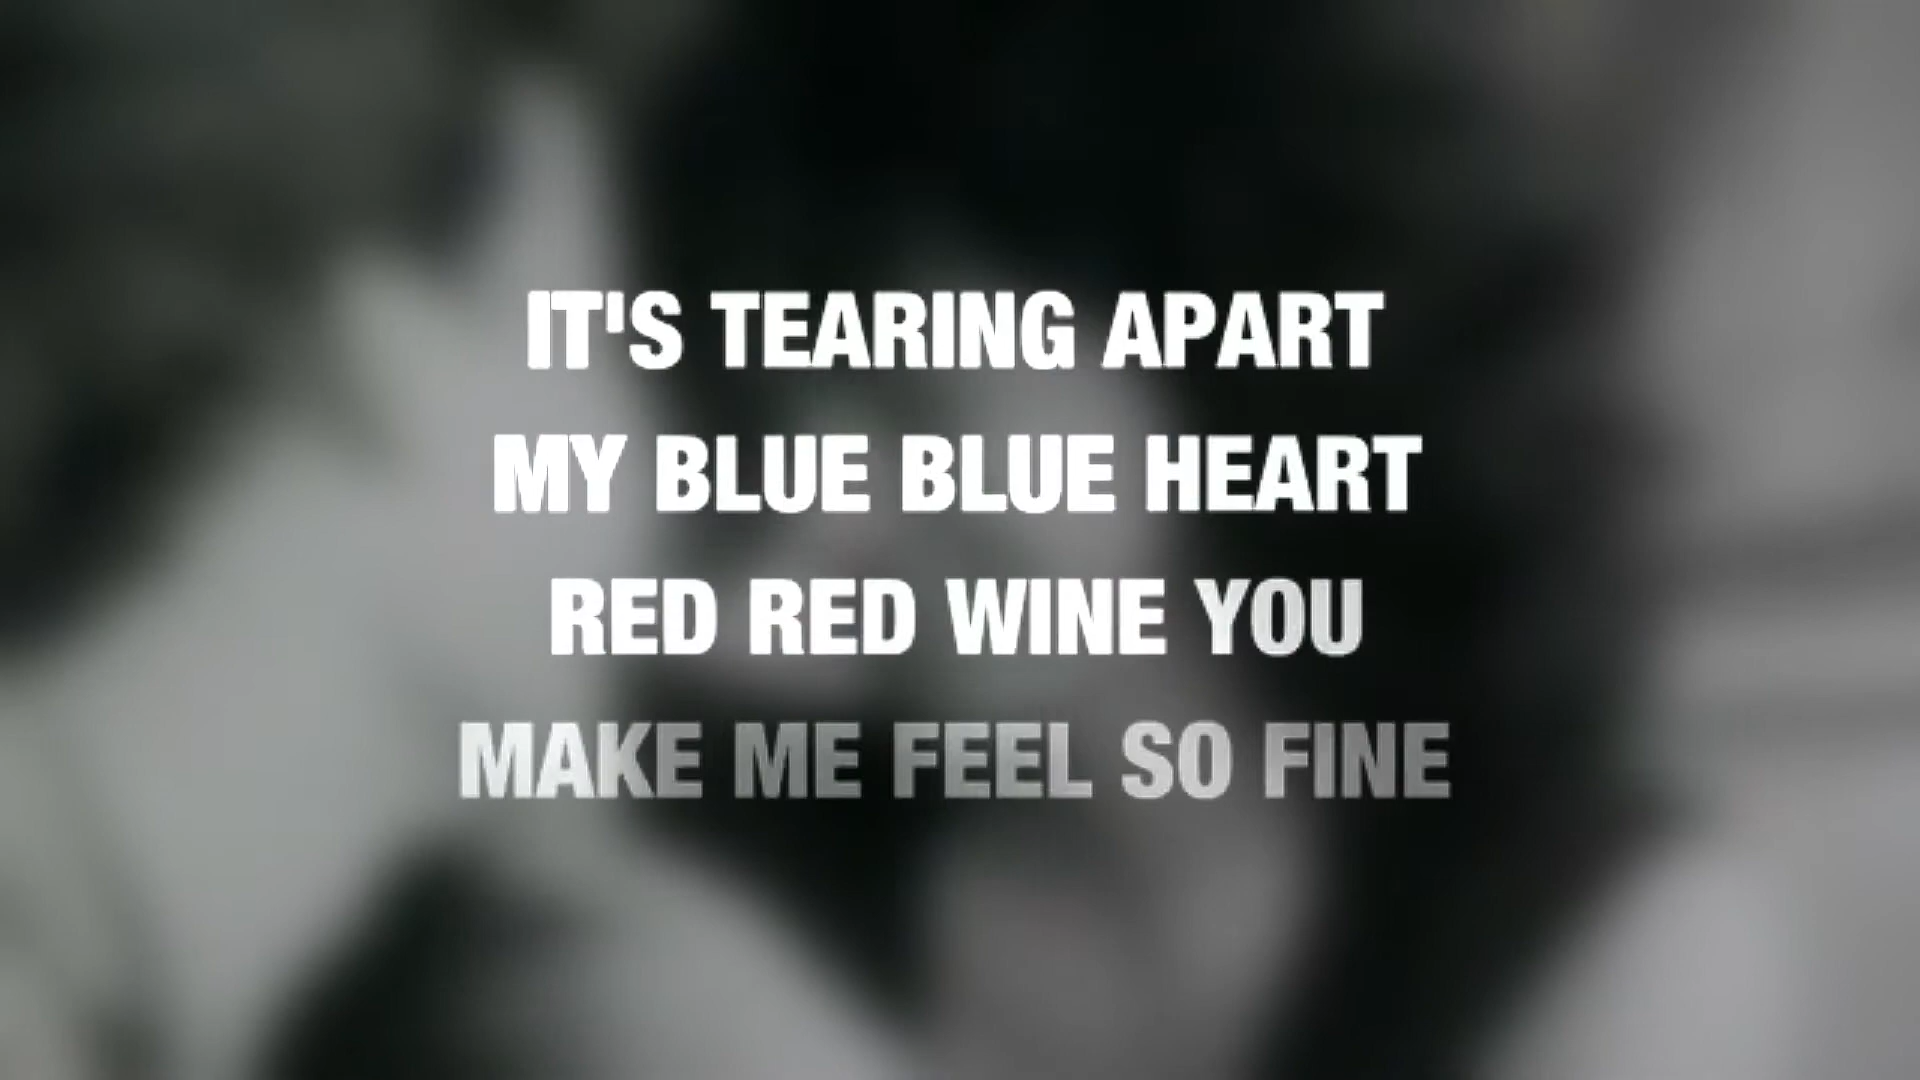 IT'S TEARING APART
MY BLUE BLUE HEART
RED RED WINE YOU
MAKE ME FEEL SO FINE